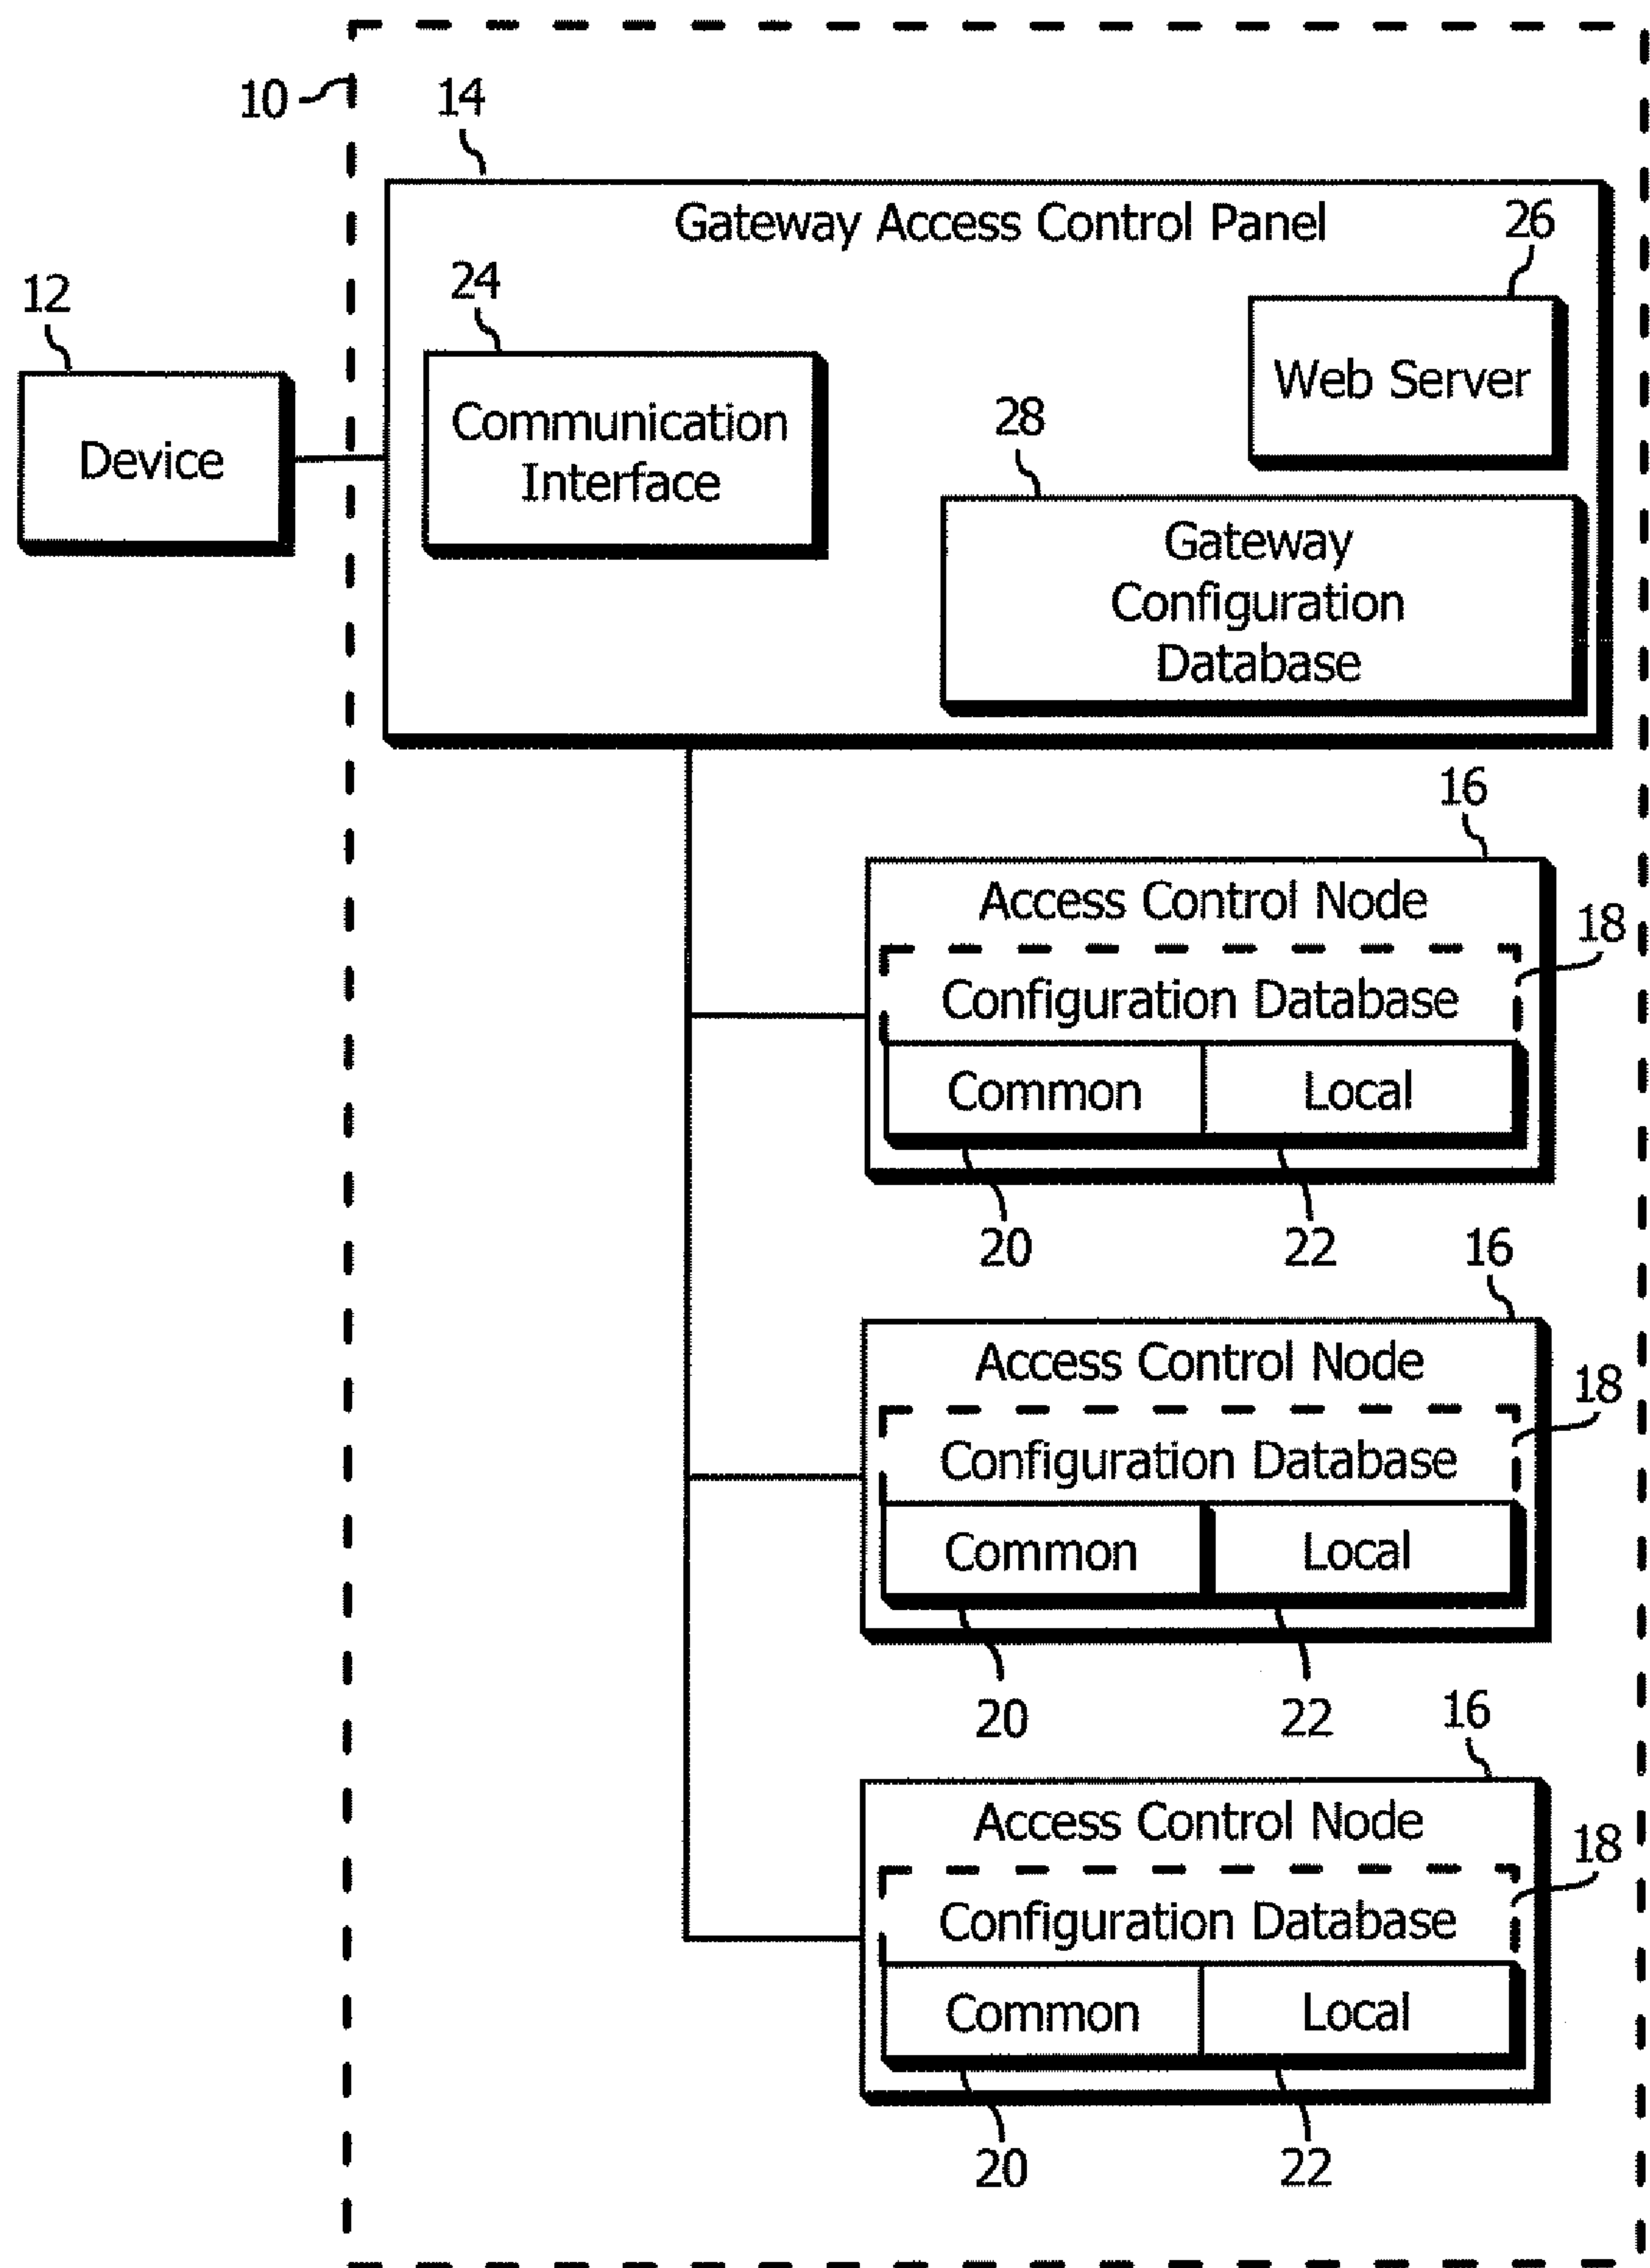 10
14
Gateway Access Control Panel
26
24
12
Web Server
Communication
Interface
28
Device
Gateway
Configuration
Database
16
Access Control Node
18
Configuration Database
Common
Local
20
22
16
Access Control Node
18
Configuration Database
Common
Local
20
22
16
Access Control Node
18
Configuration Database
Common
Local
20
22